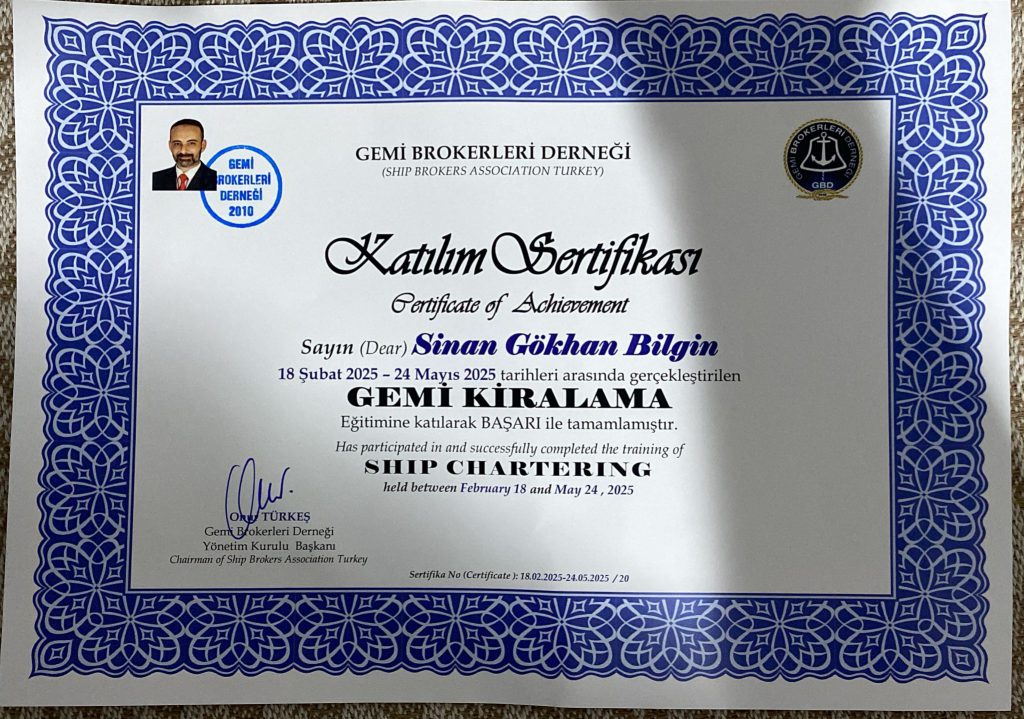 GEMİ BROKERLERİ DERNEĞİ
(SHIP BROKERS ASSOCIATION TURKEY)
GEMİ
BROKERLERİ
DERNEĞİ
2010
GEMİ BROKERLERİ DERNEĞİ
GBD
Katılım Sertifikası
Certificate of Achievement
Sayın (Dear) Sinan Gökhan Bilgin
18 Şubat 2025 – 24 Mayıs 2025 tarihleri arasında gerçekleştirilen
GEMİ KİRALAMA
Eğitimine katılarak BAŞARI ile tamamlamıştır.
Has participated in and successfully completed the training of
SHIP CHARTERING
held between February 18 and May 24 , 2025
Onur TÜRKEŞ
Gemi Brokerleri Derneği
Yönetim Kurulu Başkanı
Chairman of Ship Brokers Association Turkey
Sertifika No (Certificate ): 18.02.2025-24.05.2025 / 20